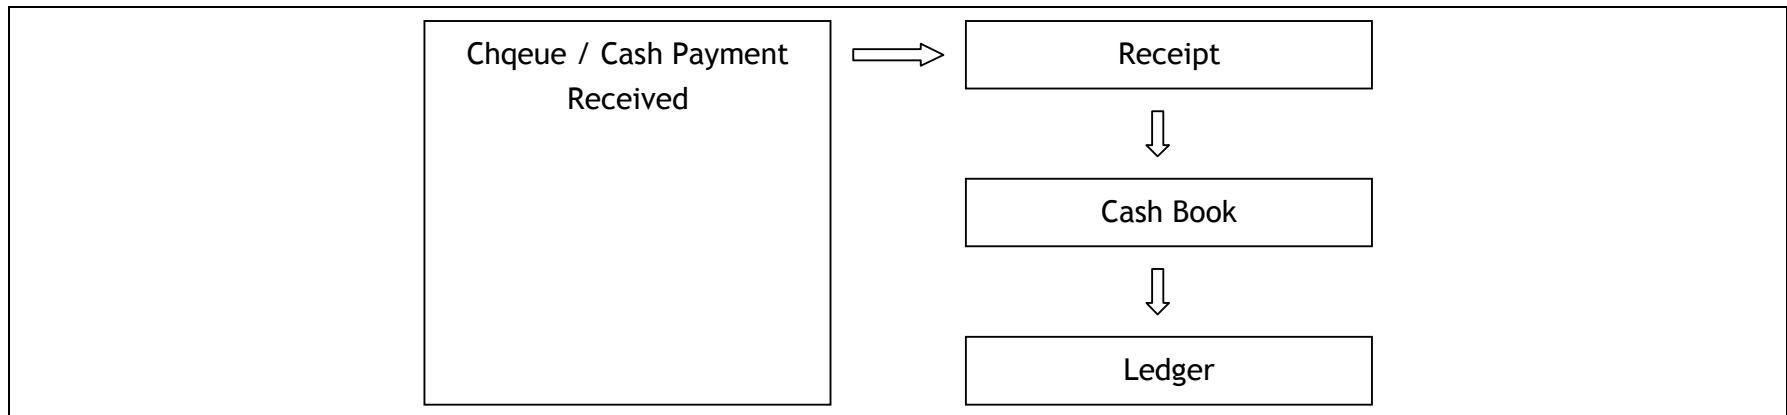 Chqeue / Cash Payment
Received
Receipt
Cash Book
Ledger